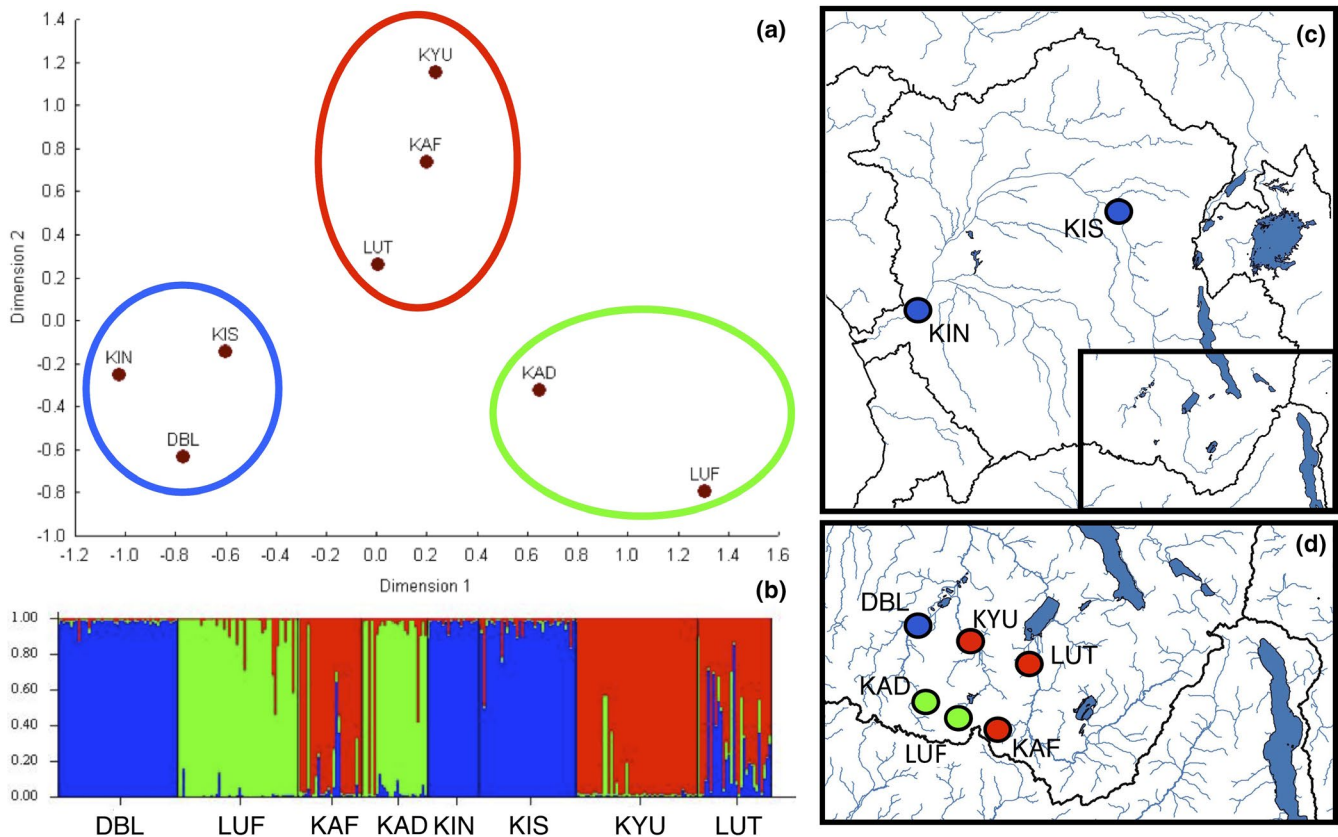 (a)
1.4
1.2
1.0
0.8
0.6
0.4
0.2
0.0
-0.2
-0.4
-0.6
-0.8
-1.0
Dimension 2
KYU
KAF
LUT
KIS
KIN
DBL
KAD
LUF
-1.2 -1.0 -0.8 -0.6 -0.4 -0.2 0.0 0.2 0.4 0.6 0.8 1.0 1.2 1.4 1.6
Dimension 1
(b)
1.00
0.80
0.60
0.40
0.20
0.00
DBL LUF KAF KAD KIN KIS KYU LUT
(c)
KIS
KIN
(d)
DBL
KYU
LUT
KAD
LUF
KAF